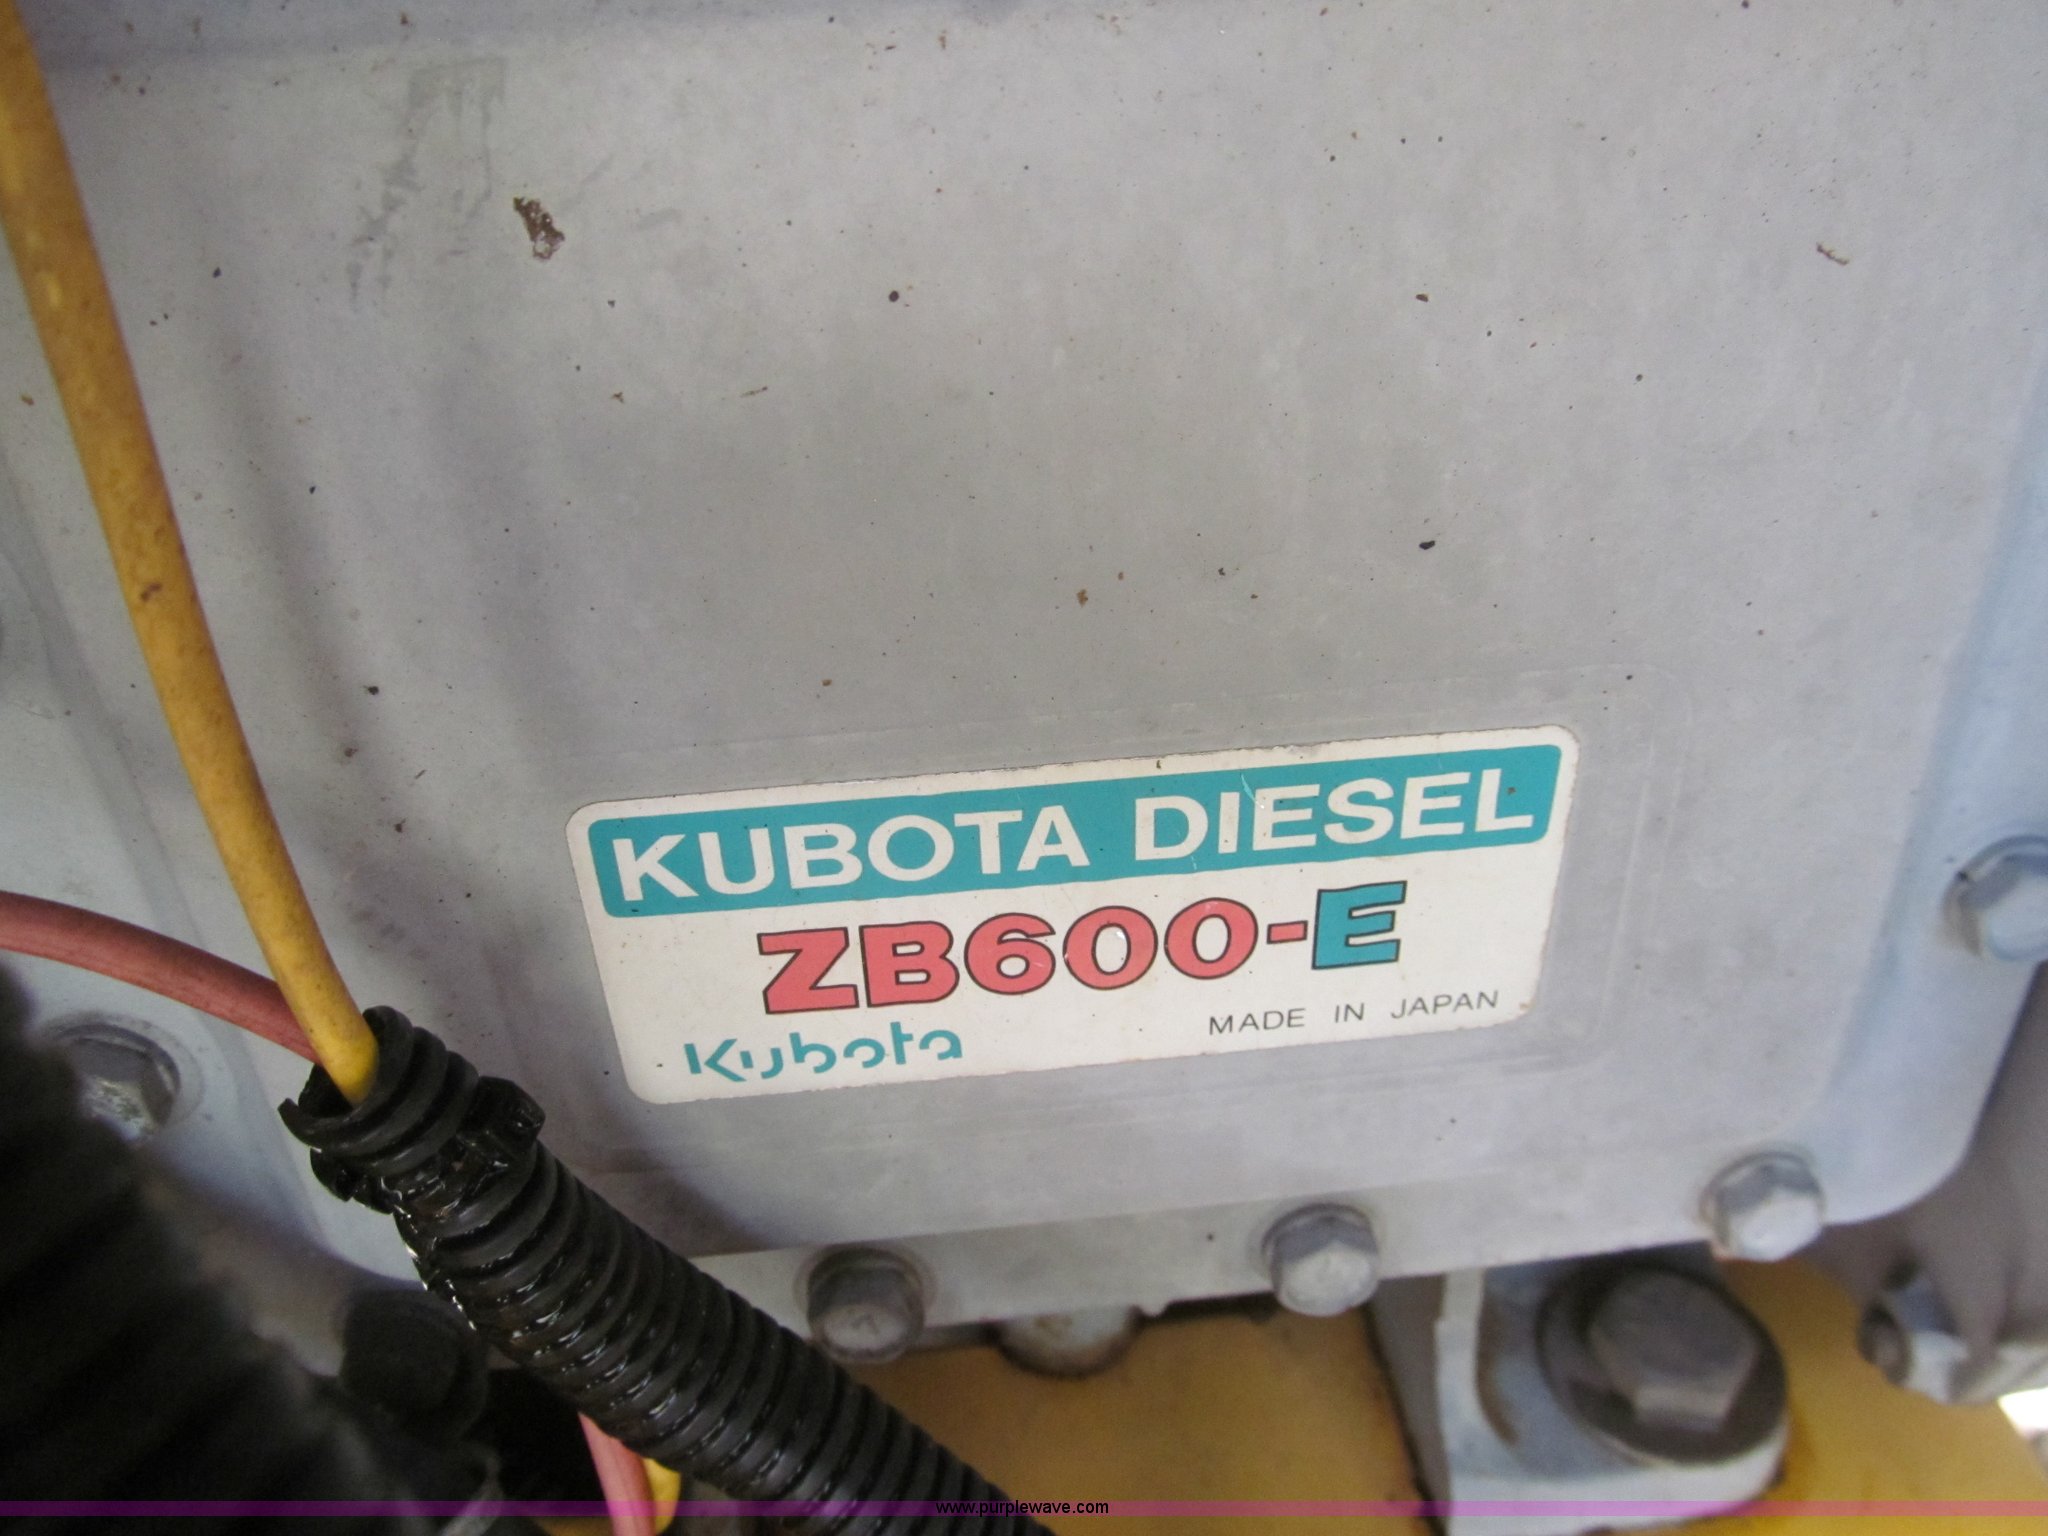 KUBOTA DIESEL
ZB600-E
Kubota
MADE IN JAPAN
www.purplewave.com